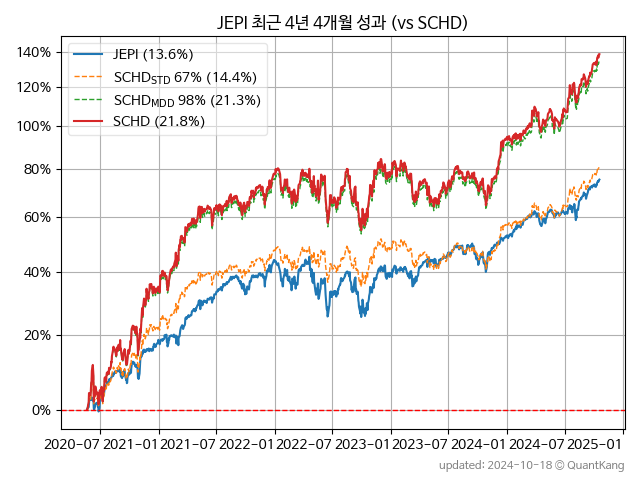 JEPI 최근 4년 4개월 성과 (vs SCHD)
140%
120%
100%
80%
60%
40%
20%
0%
JEPI (13.6%)
SCHD_STD 67% (14.4%)
SCHD_MDD 98% (21.3%)
SCHD (21.8%)
2020-07 2021-01 2021-07 2022-01 2022-07 2023-01 2023-07 2024-01 2024-07 2025-01
updated: 2024-10-18 © QuantKang